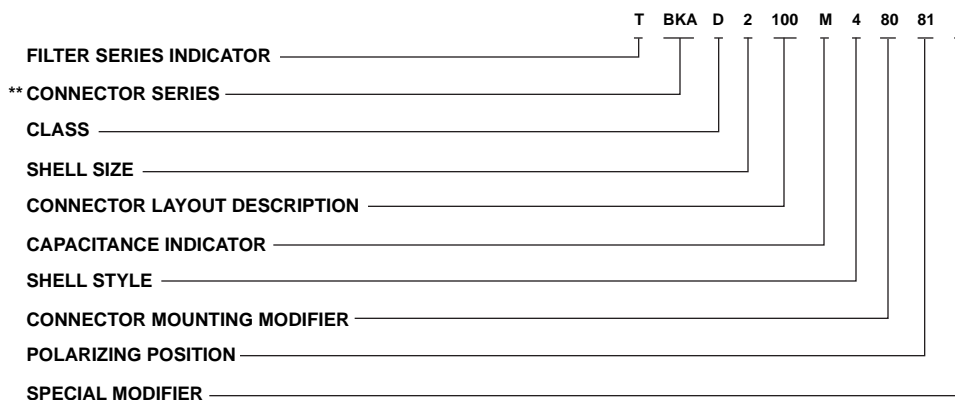 T BKA D 2 100 M 4 80 81
FILTER SERIES INDICATOR
** CONNECTOR SERIES
CLASS
SHELL SIZE
CONNECTOR LAYOUT DESCRIPTION
CAPACITANCE INDICATOR
SHELL STYLE
CONNECTOR MOUNTING MODIFIER
POLARIZING POSITION
SPECIAL MODIFIER